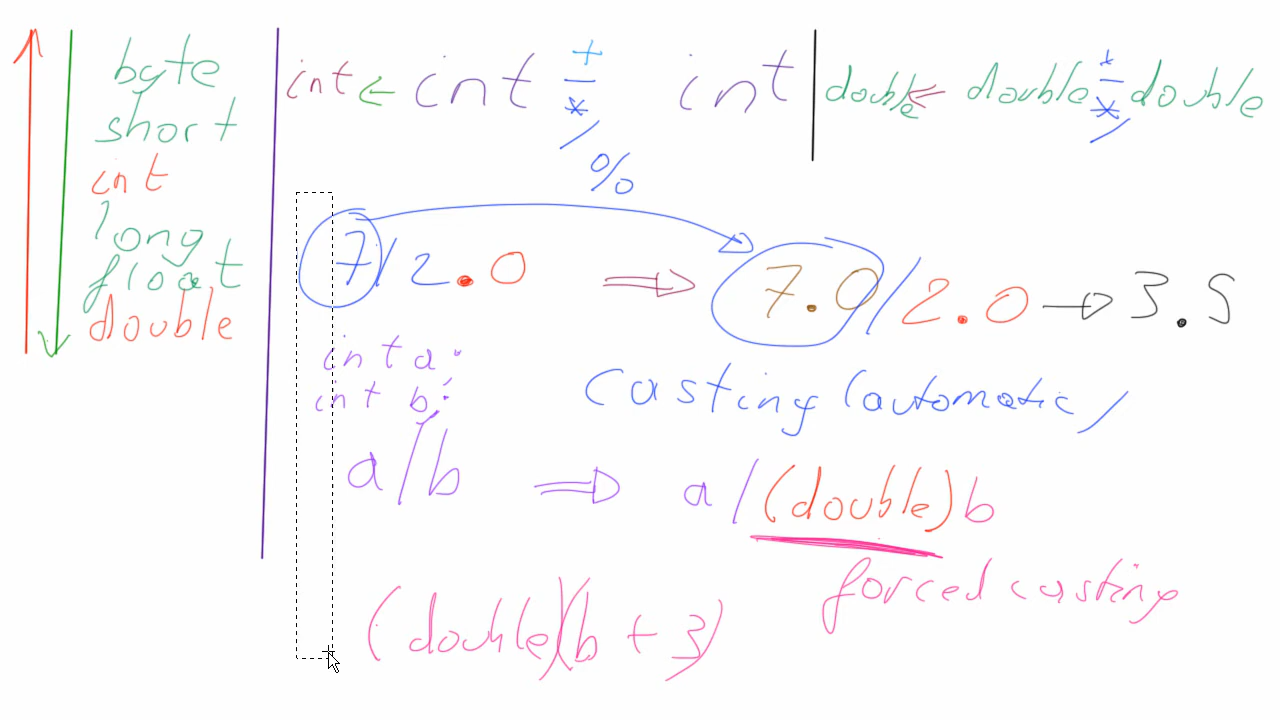 byte
short
int
long
float
double
int ← int + - * / % int
double ← double + - * / double
7/2.0 ⇒ 7.0/2.0 → 3.5
int a;
int b;
casting (automatic)
a/b ⇒ a/(double)b
forced casting
(double)(b + 3)